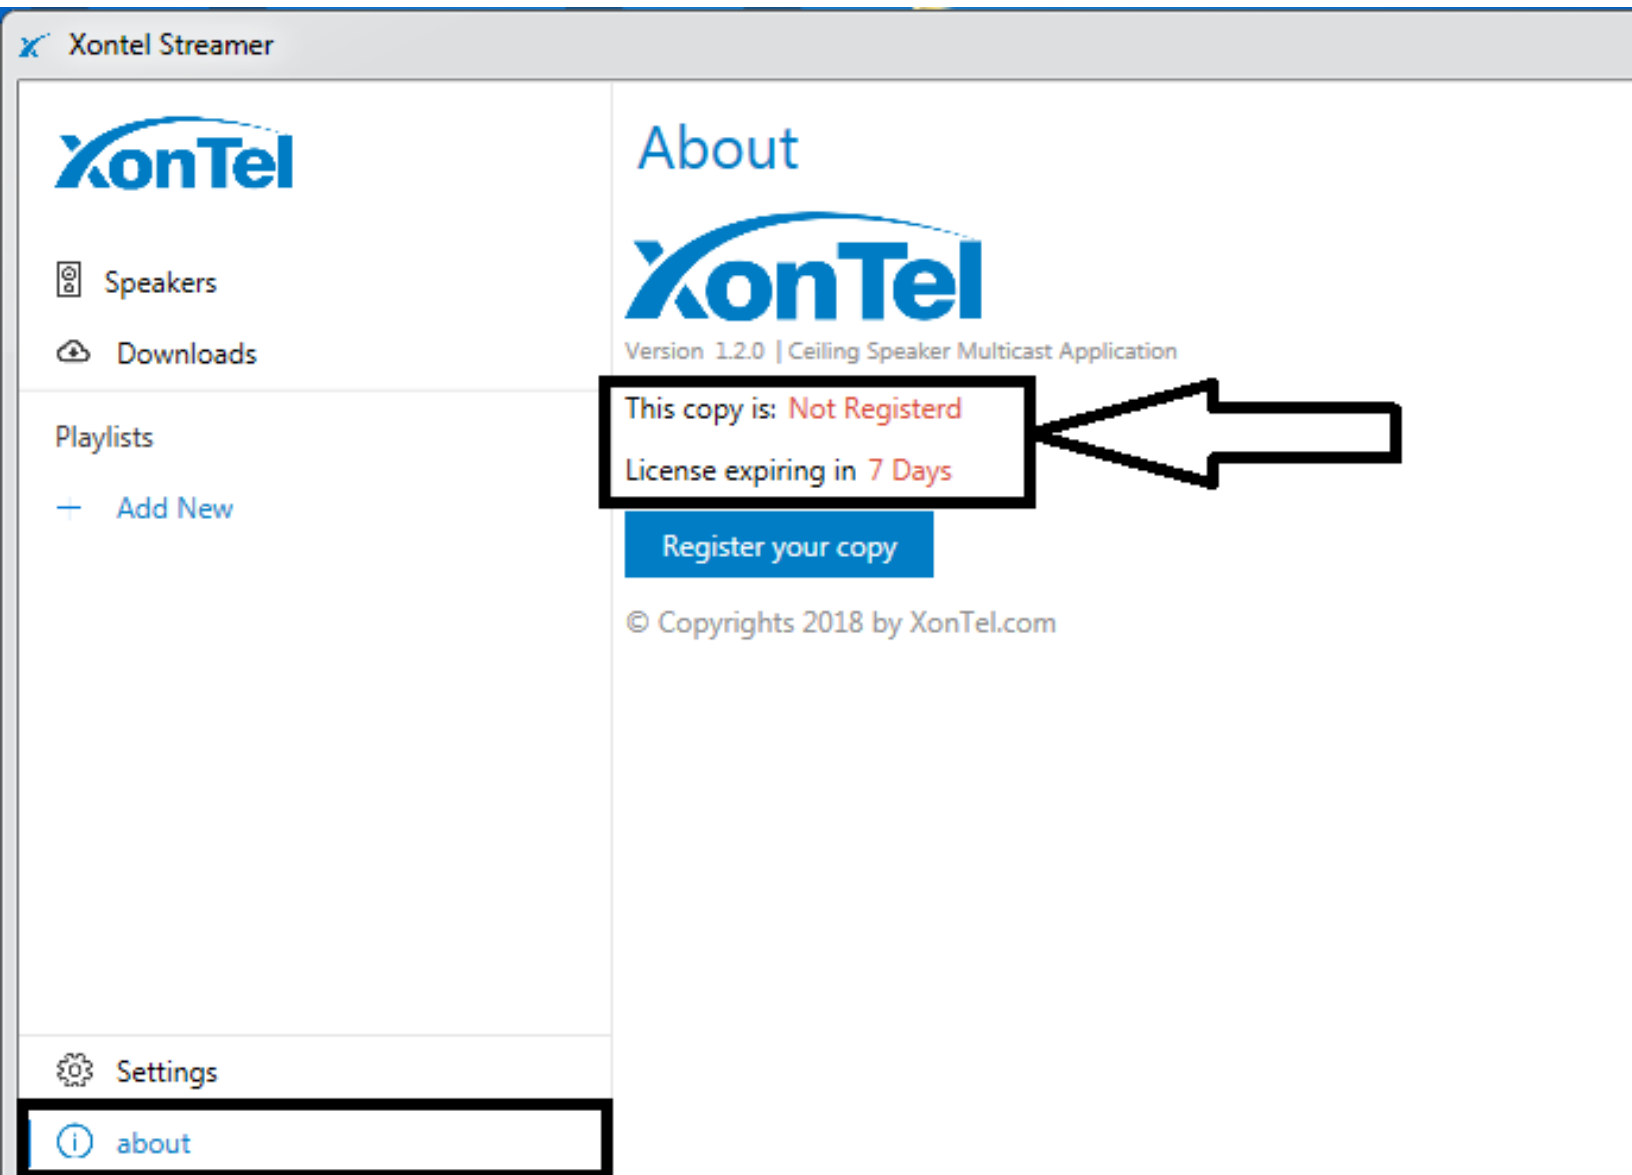 Xontel Streamer
XonTel
Speakers
Downloads
Playlists
+ Add New
Settings
about
About
XonTel
Version 1.2.0 | Ceiling Speaker Multicast Application
This copy is: Not Registerd
License expiring in 7 Days
Register your copy
© Copyrights 2018 by XonTel.com